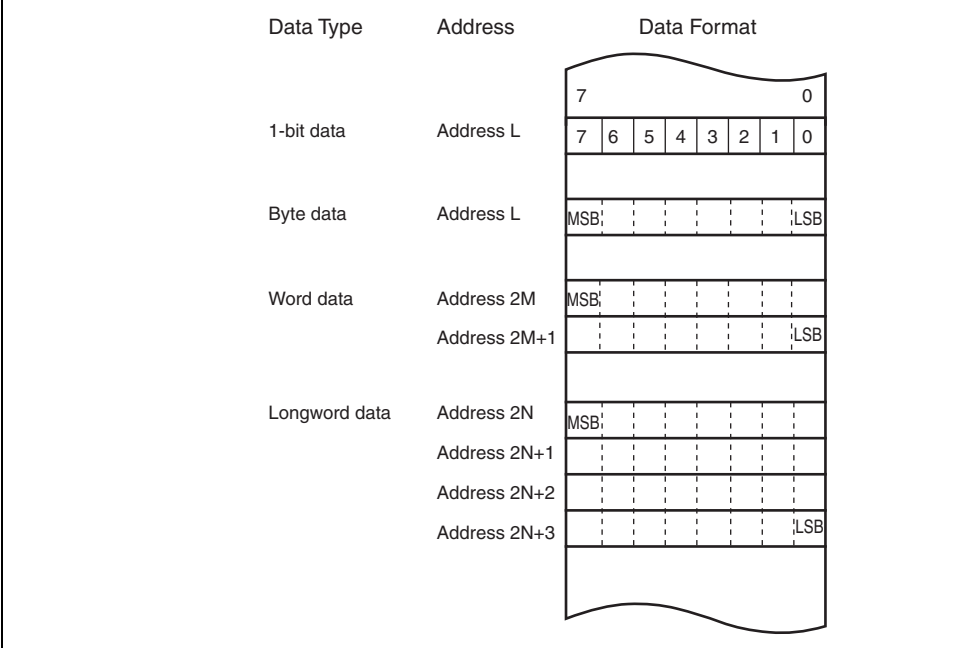 Data Type Address Data Format
7 0
1-bit data Address L 7 6 5 4 3 2 1 0
Byte data Address L MSB LSB
Word data Address 2M MSB
Address 2M+1 LSB
Longword data Address 2N MSB
Address 2N+1
Address 2N+2
Address 2N+3 LSB